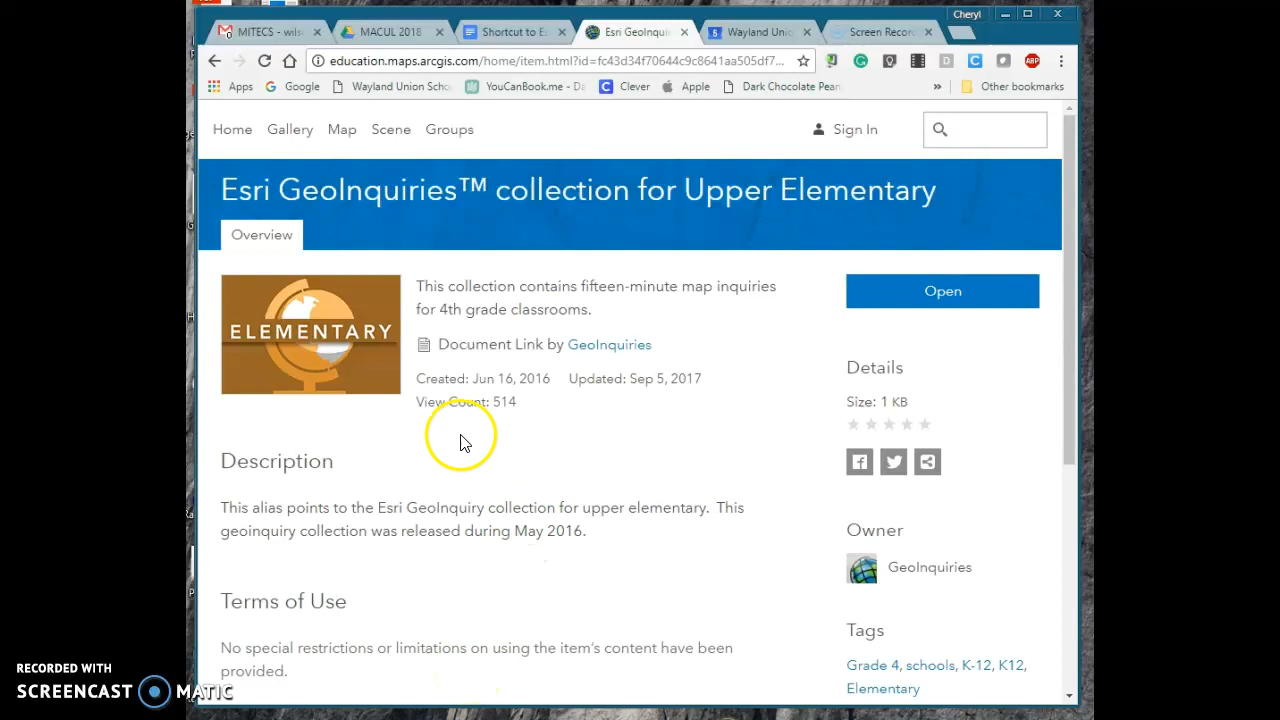 Cheryl
MITECS - wils
MACUL 2018
Shortcut to Es
Esri GeoInqui
Wayland Unio
Screen Recor
education.maps.arcgis.com/home/item.html?id=fc43d34f70644c9c8641aa505df7...
Apps
Google
Wayland Union Scho
YouCanBook.me - Da
Clever
Apple
Dark Chocolate Pean
»
Other bookmarks
Home Gallery Map Scene Groups
Sign In
Esri GeoInquiries™ collection for Upper Elementary
Overview
ELEMENTARY
This collection contains fifteen-minute map inquiries
for 4th grade classrooms.
Document Link by GeoInquiries
Created: Jun 16, 2016 Updated: Sep 5, 2017
View Count: 514
Open
Details
Size: 1 KB
Description
This alias points to the Esri GeoInquiry collection for upper elementary. This
geoinquiry collection was released during May 2016.
Owner
GeoInquiries
Terms of Use
No special restrictions or limitations on using the item's content have been
provided.
Tags
Grade 4, schools, K-12, K12,
Elementary
RECORDED WITH
SCREENCAST MATIC